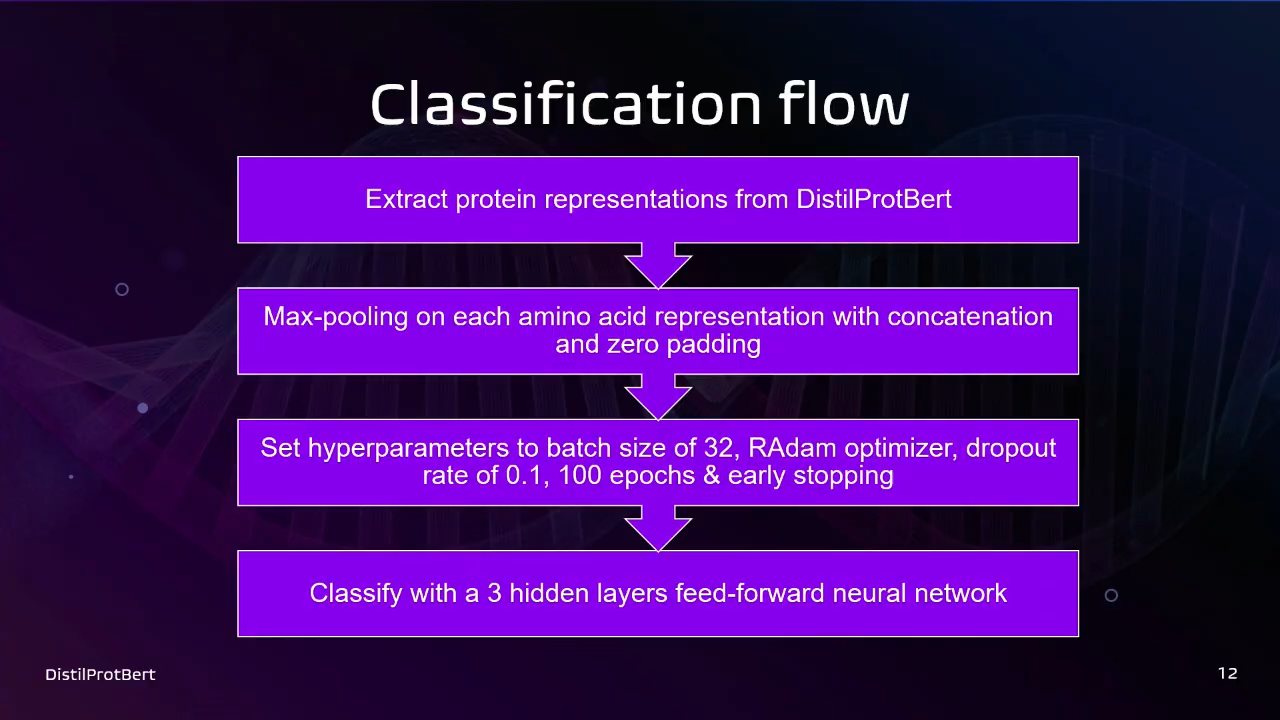 Classification flow
Extract protein representations from DistilProtBert
Max-pooling on each amino acid representation with concatenation
and zero padding
Set hyperparameters to batch size of 32, RAdam optimizer, dropout
rate of 0.1, 100 epochs & early stopping
Classify with a 3 hidden layers feed-forward neural network
DistilProtBert
12